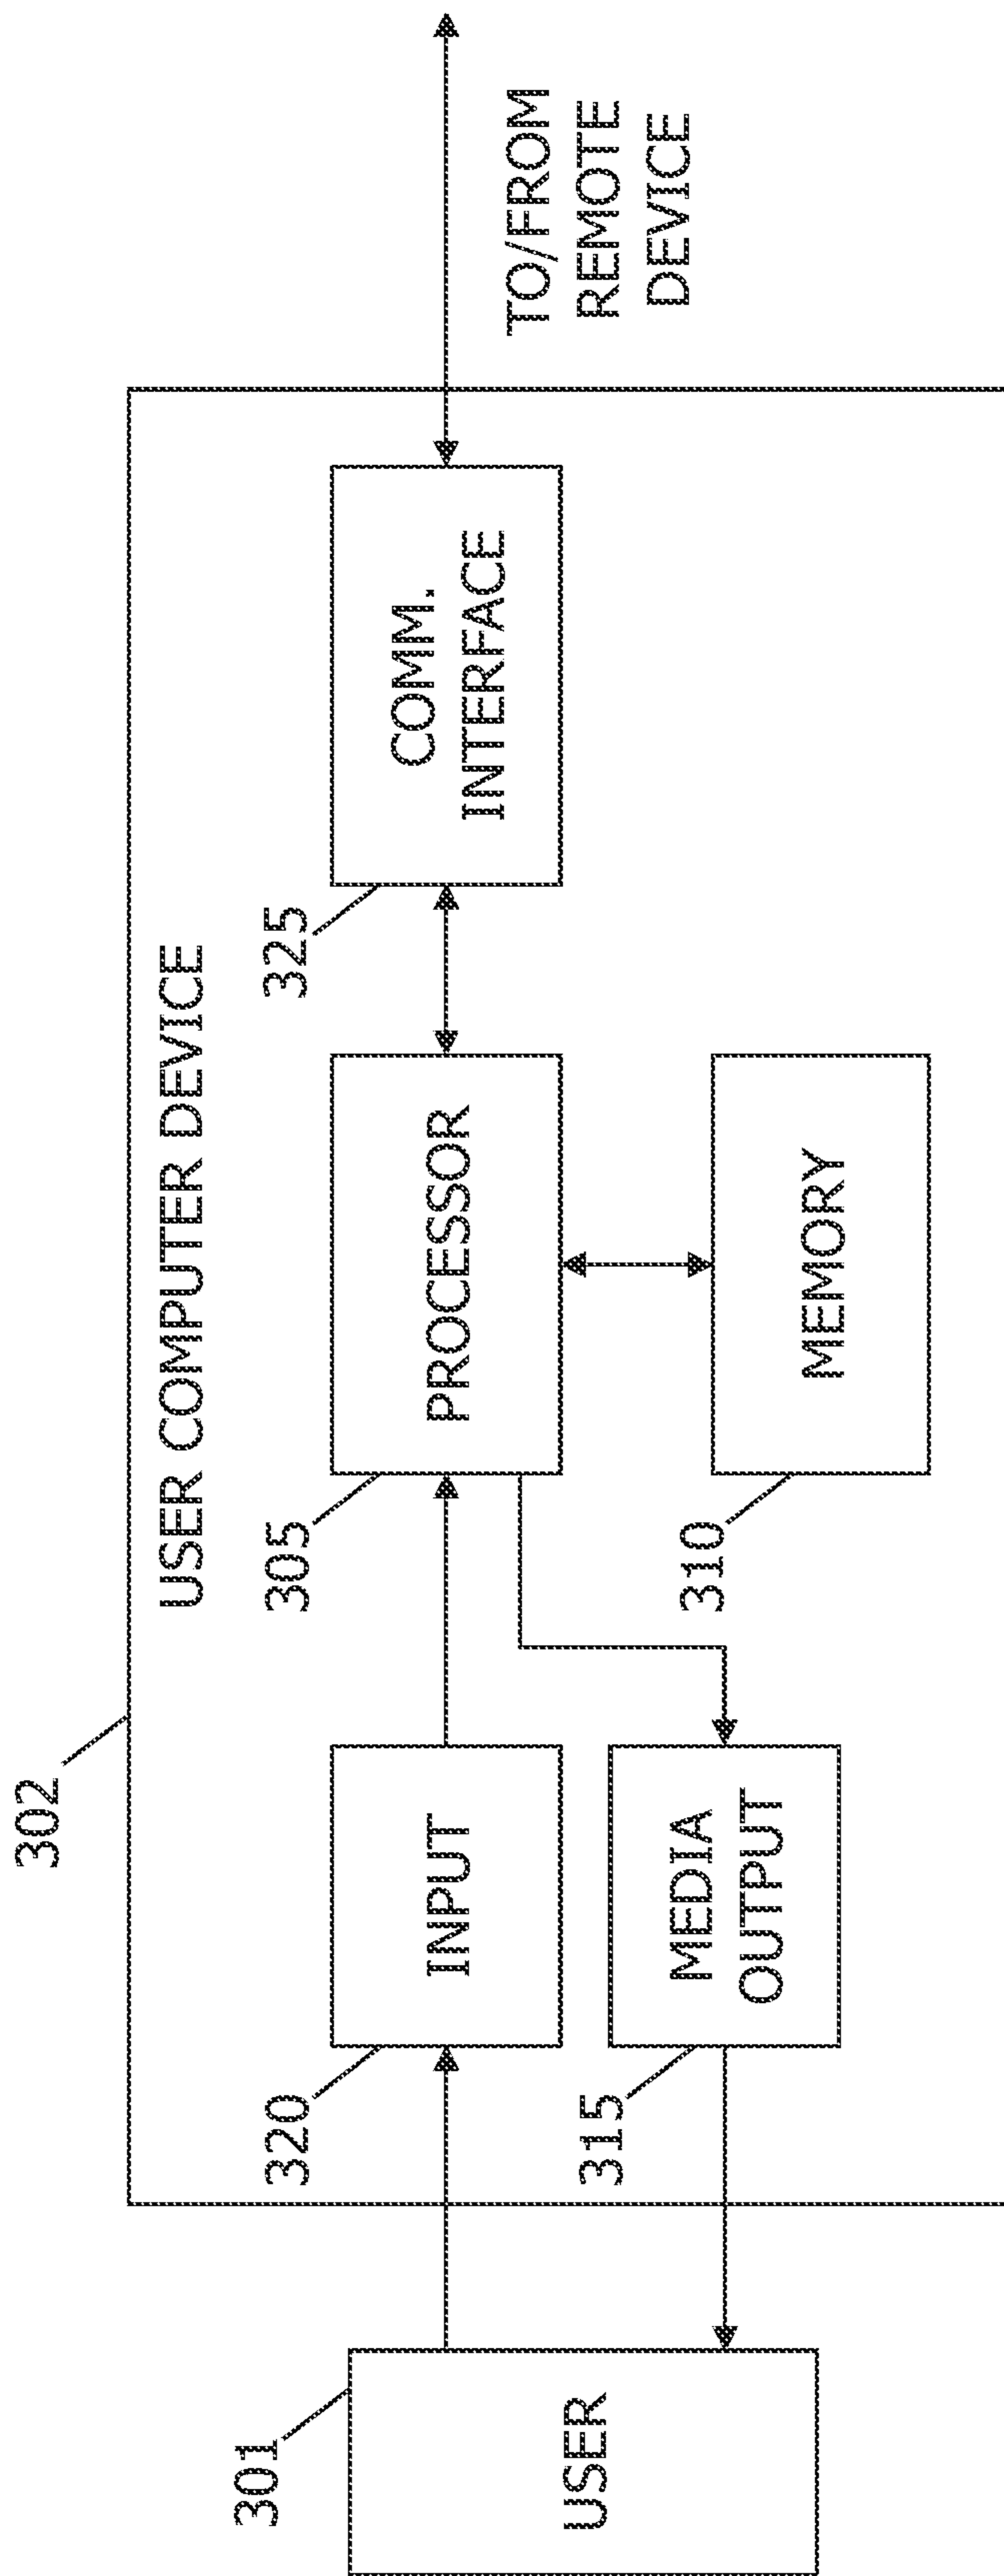 302
USER COMPUTER DEVICE
301
USER
320
INPUT
305
PROCESSOR
325
COMM.
INTERFACE
TO/FROM
REMOTE
DEVICE
315
MEDIA
OUTPUT
310
MEMORY